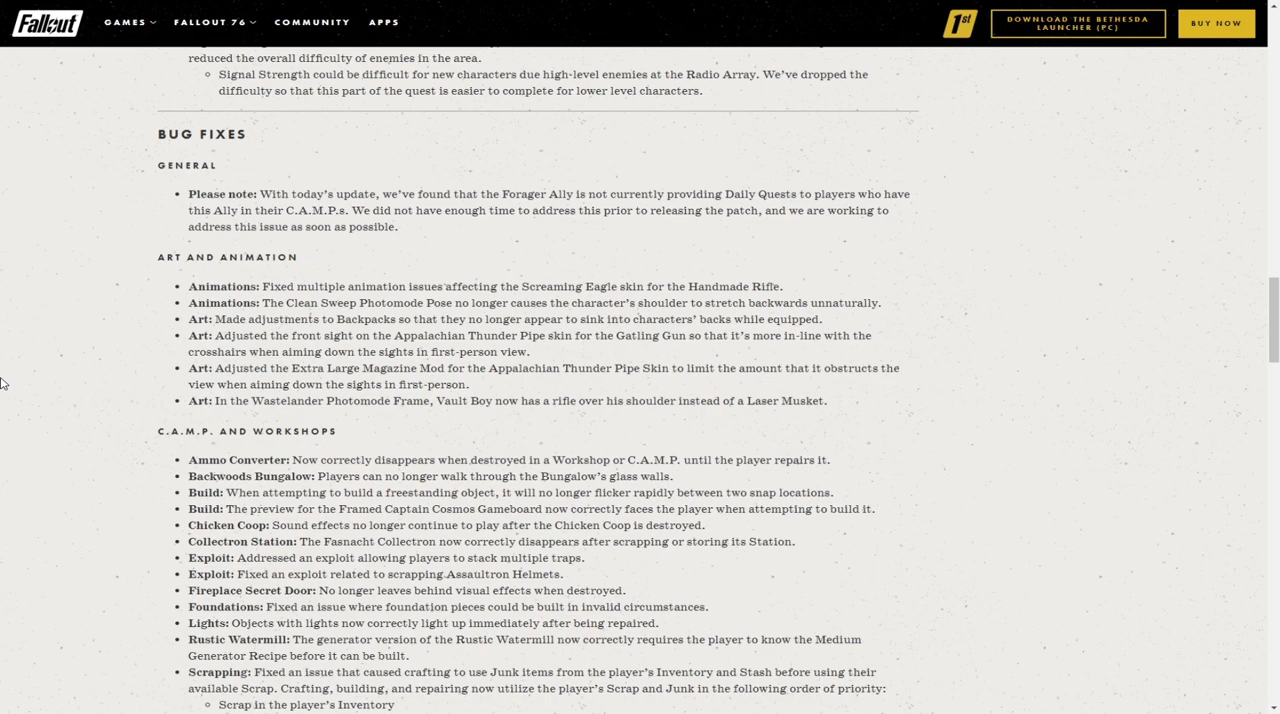 Fallout GAMES FALLOUT 76 COMMUNITY APPS 1st DOWNLOAD THE BETHESDA LAUNCHER (PC) BUY NOW
reduced the overall difficulty of enemies in the area.
Signal Strength could be difficult for new characters due high-level enemies at the Radio Array. We've dropped the
difficulty so that this part of the quest is easier to complete for lower level characters.
BUG FIXES
GENERAL
Please note: With today's update, we've found that the Forager Ally is not currently providing Daily Quests to players who have
this Ally in their C.A.M.P.s. We did not have enough time to address this prior to releasing the patch, and we are working to
address this issue as soon as possible.
ART AND ANIMATION
Animations: Fixed multiple animation issues affecting the Screaming Eagle skin for the Handmade Rifle.
Animations: The Clean Sweep Photomode Pose no longer causes the character's shoulder to stretch backwards unnaturally.
Art: Made adjustments to Backpacks so that they no longer appear to sink into characters' backs while equipped.
Art: Adjusted the front sight on the Appalachian Thunder Pipe skin for the Gatling Gun so that it's more in-line with the
crosshairs when aiming down the sights in first-person view.
Art: Adjusted the Extra Large Magazine Mod for the Appalachian Thunder Pipe Skin to limit the amount that it obstructs the
view when aiming down the sights in first-person.
Art: In the Wastelander Photomode Frame, Vault Boy now has a rifle over his shoulder instead of a Laser Musket.
C.A.M.P. AND WORKSHOPS
Ammo Converter: Now correctly disappears when destroyed in a Workshop or C.A.M.P. until the player repairs it.
Backwoods Bungalow: Players can no longer walk through the Bungalow's glass walls.
Build: When attempting to build a freestanding object, it will no longer flicker rapidly between two snap locations.
Build: The preview for the Framed Captain Cosmos Gameboard now correctly faces the player when attempting to build it.
Chicken Coop: Sound effects no longer continue to play after the Chicken Coop is destroyed.
Collectron Station: The Fasnacht Collectron now correctly disappears after scrapping or storing its Station.
Exploit: Addressed an exploit allowing players to stack multiple traps.
Exploit: Fixed an exploit related to scrapping Assaultron Helmets.
Fireplace Secret Door: No longer leaves behind visual effects when destroyed.
Foundations: Fixed an issue where foundation pieces could be built in invalid circumstances.
Lights: Objects with lights now correctly light up immediately after being repaired.
Rustic Watermill: The generator version of the Rustic Watermill now correctly requires the player to know the Medium
Generator Recipe before it can be built.
Scrapping: Fixed an issue that caused crafting to use Junk items from the player's Inventory and Stash before using their
available Scrap. Crafting, building, and repairing now utilize the player's Scrap and Junk in the following order of priority:
Scrap in the player's Inventory